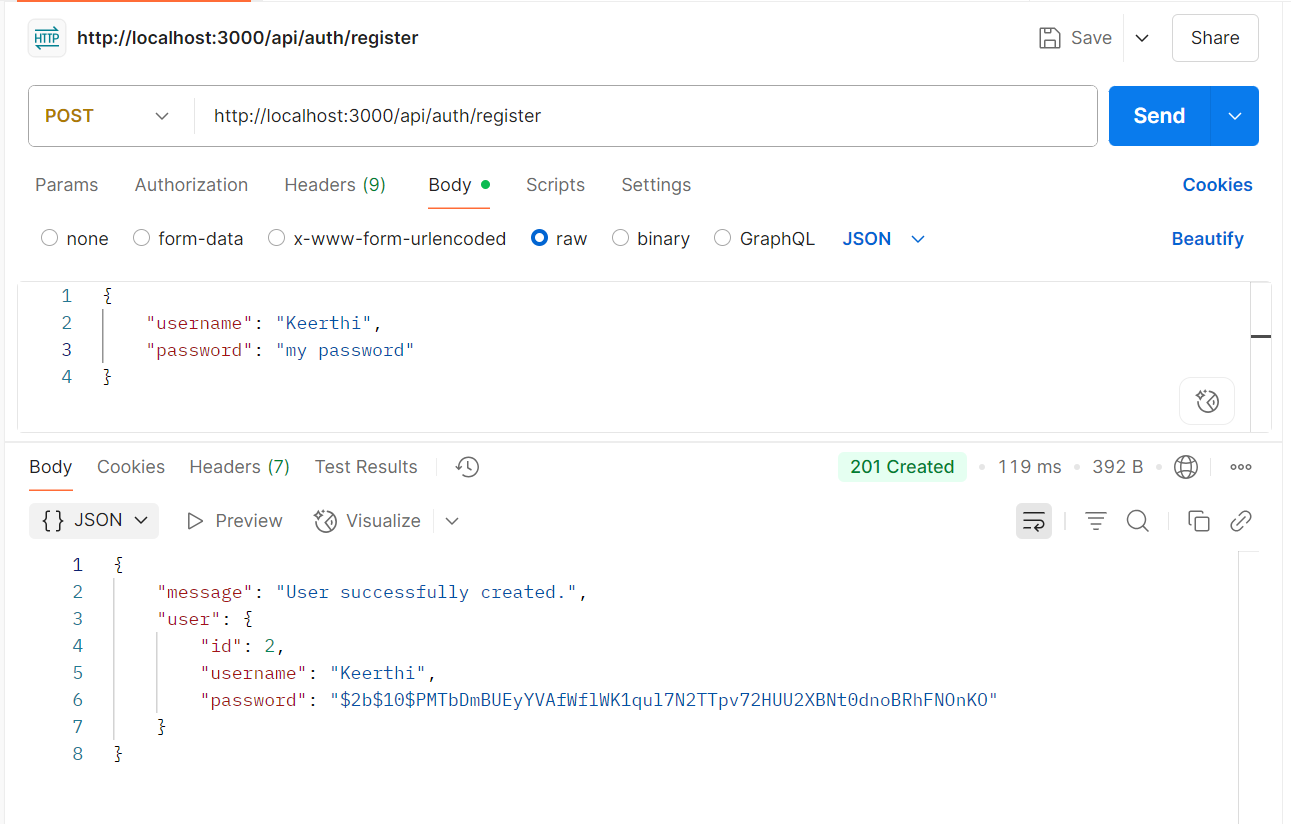 HTTP http://localhost:3000/api/auth/register Save Share
POST http://localhost:3000/api/auth/register Send
Params Authorization Headers (9) Body Scripts Settings Cookies
none form-data x-www-form-urlencoded raw binary GraphQL JSON Beautify
1 {
2 "username": "Keerthi",
3 "password": "my password"
4 }
Body Cookies Headers (7) Test Results 201 Created 119 ms 392 B
{} JSON Preview Visualize
1 {
2 "message": "User successfully created.",
3 "user": {
4 "id": 2,
5 "username": "Keerthi",
6 "password": "$2b$10$PMTbDmBUEyYVAfWflWK1qul7N2TTpv72HUU2XBNt0dnoBRhFNOnKO"
7 }
8 }